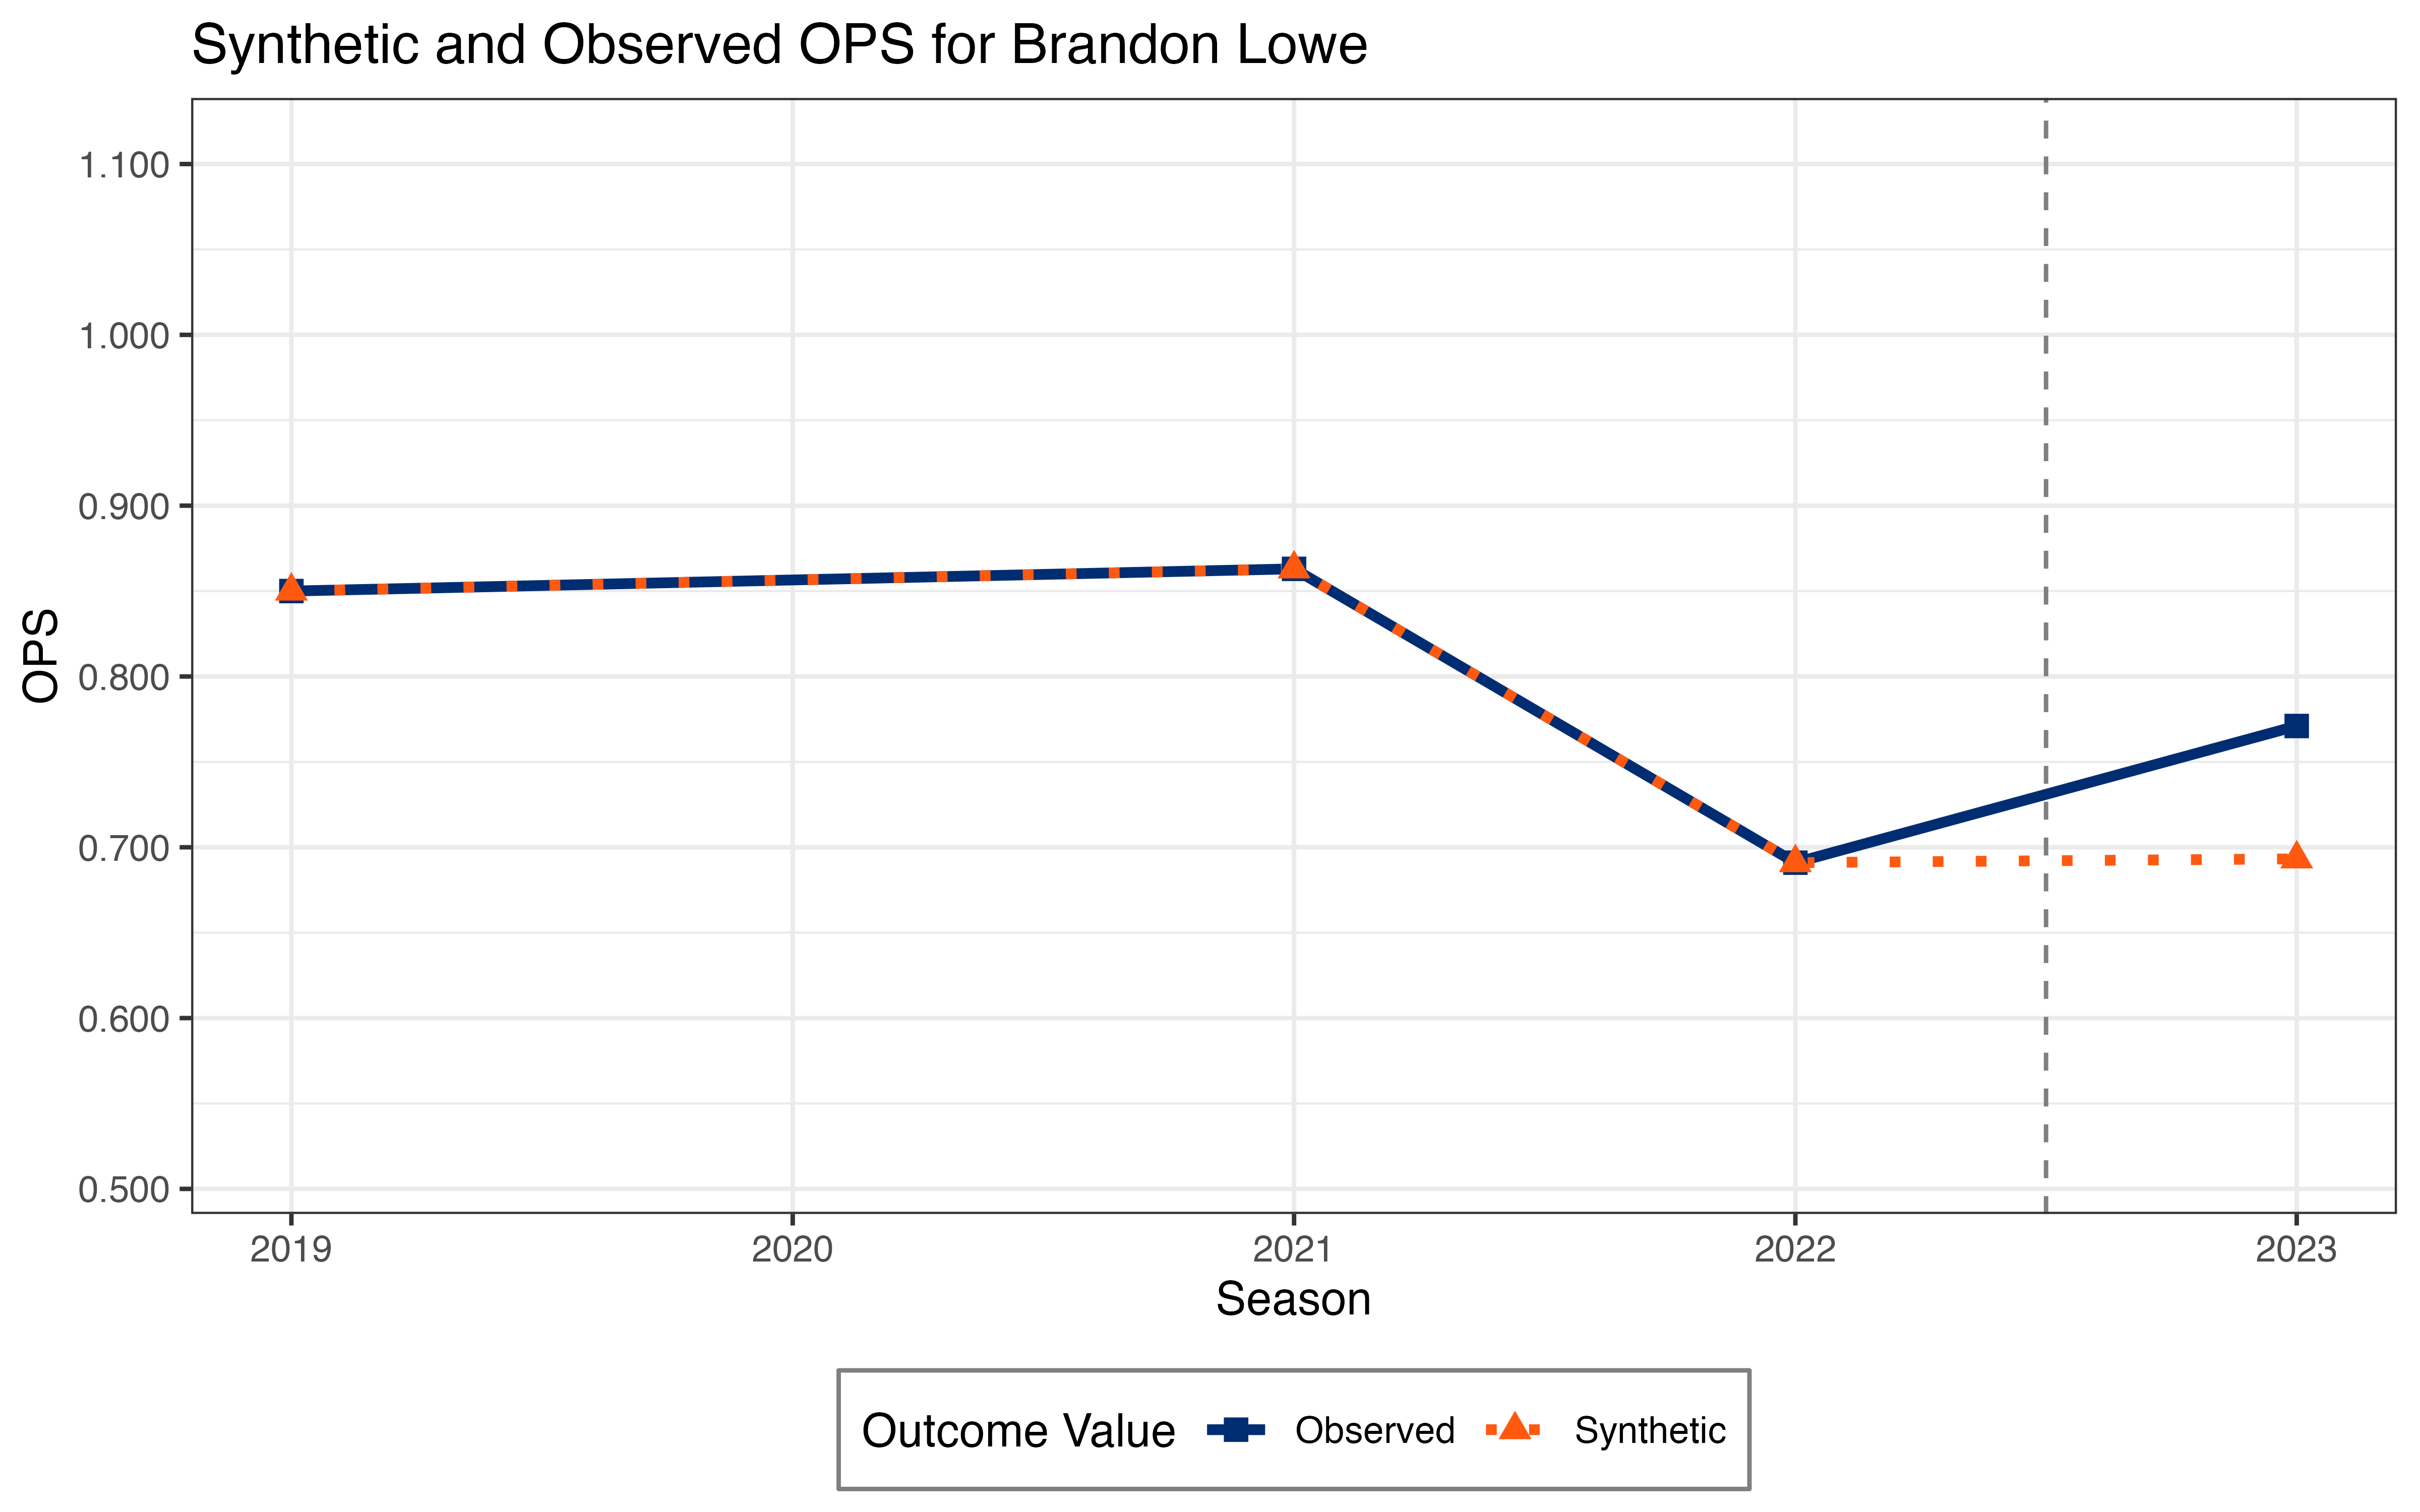 Synthetic and Observed OPS for Brandon Lowe
1.100
1.000
0.900
0.800
0.700
0.600
0.500
OPS
2019 2020 2021 2022 2023
Season
Outcome Value Observed Synthetic